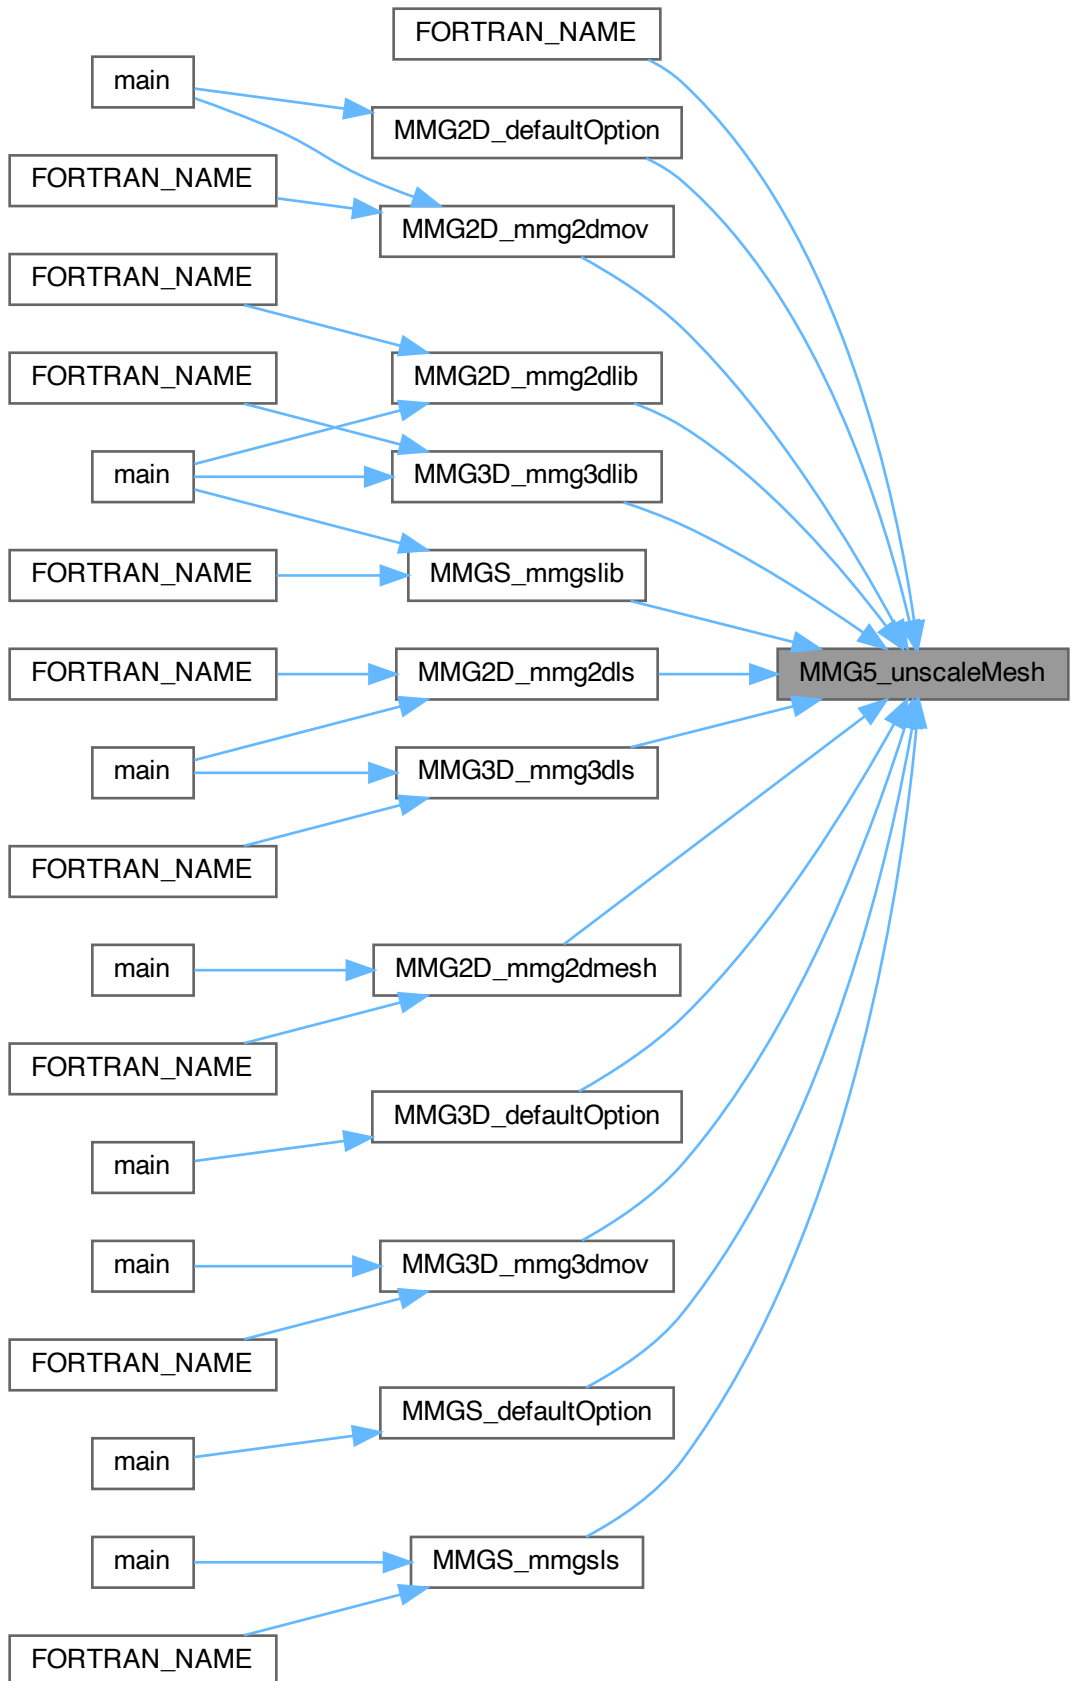 FORTRAN_NAME
main
MMG2D_defaultOption
FORTRAN_NAME
MMG2D_mmg2dmov
FORTRAN_NAME
FORTRAN_NAME
MMG2D_mmg2dlib
main
MMG3D_mmg3dlib
FORTRAN_NAME
MMGS_mmgslib
FORTRAN_NAME
MMG2D_mmg2dls
MMG5_unscaleMesh
main
MMG3D_mmg3dls
FORTRAN_NAME
main
MMG2D_mmg2dmesh
FORTRAN_NAME
MMG3D_defaultOption
main
main
MMG3D_mmg3dmov
FORTRAN_NAME
MMGS_defaultOption
main
main
MMGS_mmgsls
FORTRAN_NAME